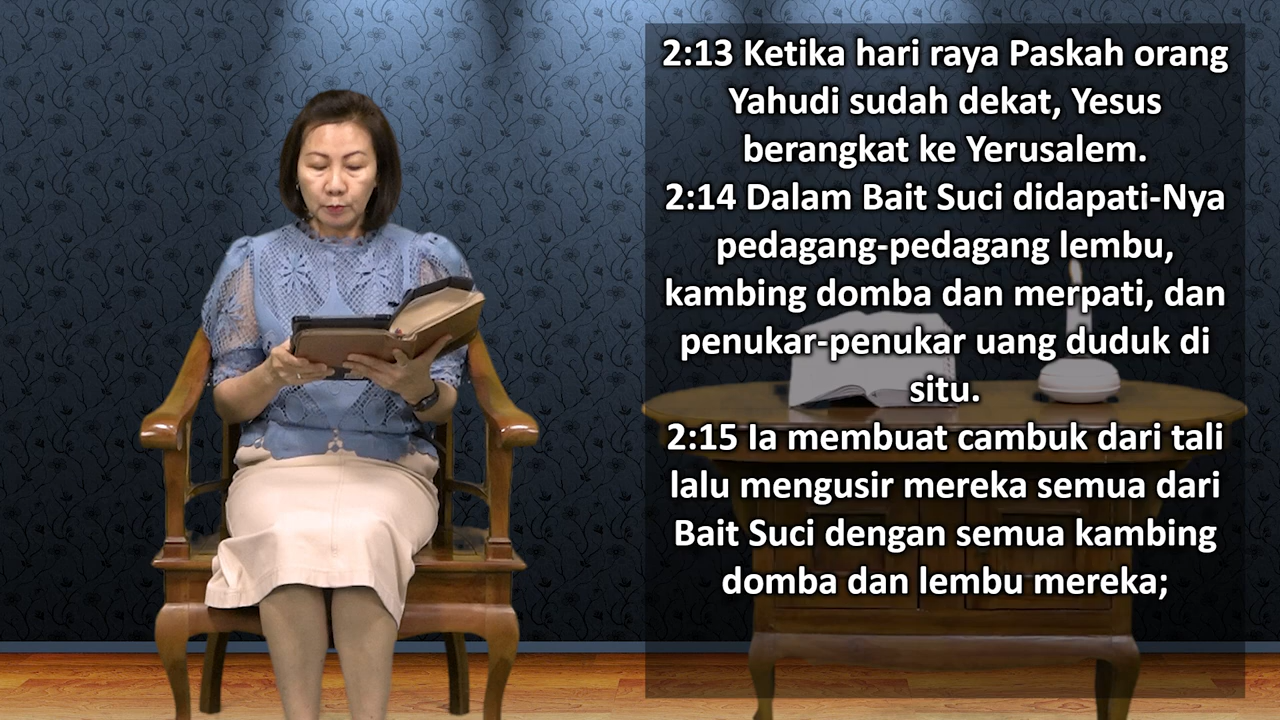 2:13 Ketika hari raya Paskah orang
Yahudi sudah dekat, Yesus
berangkat ke Yerusalem.
2:14 Dalam Bait Suci didapati-Nya
pedagang-pedagang lembu,
kambing domba dan merpati, dan
penukar-penukar uang duduk di
situ.
2:15 Ia membuat cambuk dari tali
lalu mengusir mereka semua dari
Bait Suci dengan semua kambing
domba dan lembu mereka;